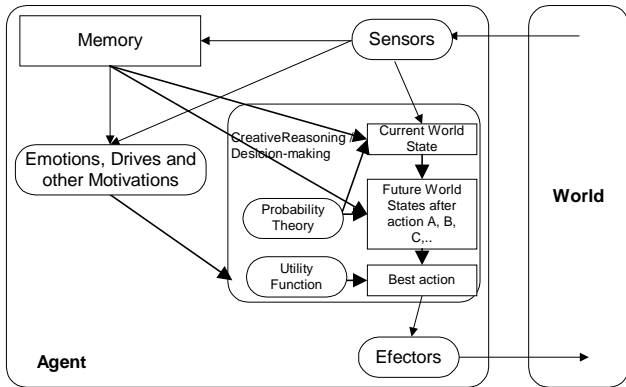 Memory
Sensors
CreativeReasoning /
Desicion-making
Current World
State
Emotions, Drives and
other Motivations
Future World
States after
action A, B,
C,..
Probability
Theory
World
Utility
Function
Best action
Agent
Efectors